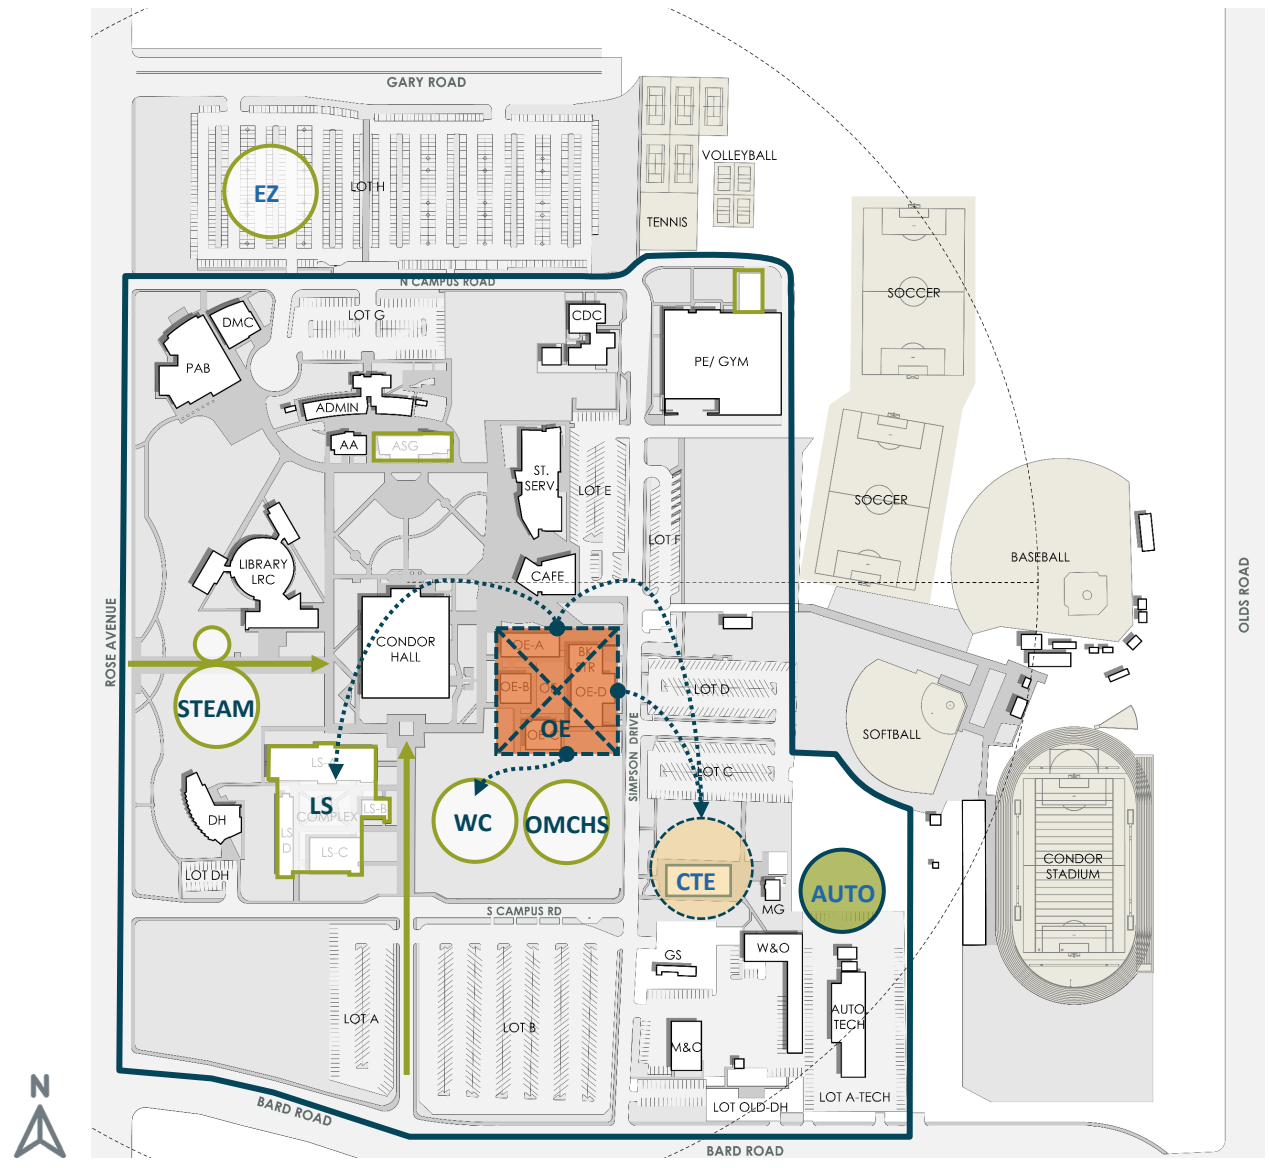 GARY ROAD
EZ
LOT H
VOLLEYBALL
TENNIS
N CAMPUS ROAD
SOCCER
DMC
LOT G
CDC
PAB
PE/ GYM
ADMIN
AA
ASG
ST.
SERV.
LOT E
SOCCER
LOT F
LIBRARY
LRC
CAFE
BASEBALL
ROSE AVENUE
OLDS ROAD
CONDOR
HALL
OE-A
OE-B
OE-D
OE
STEAM
LOT D
SOFTBALL
SIMPSON DRIVE
LOT C
LS
COMPLEX
LS-B
LS-C
LS
D
DH
LOT DH
WC
OMCHS
CTE
AUTO
CONDOR
STADIUM
MG
S CAMPUS RD
W&O
GS
LOT A
LOT B
AUTO
TECH
M&O
N
BARD ROAD
LOT OLD-DH
LOT A-TECH
BARD ROAD